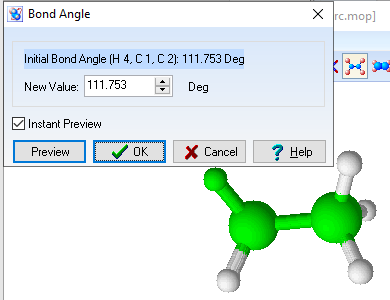 Bond Angle
rc.mop]
Initial Bond Angle (H 4, C 1, C 2): 111.753 Deg
New Value: 111.753 Deg
Instant Preview
Preview OK Cancel ? Help